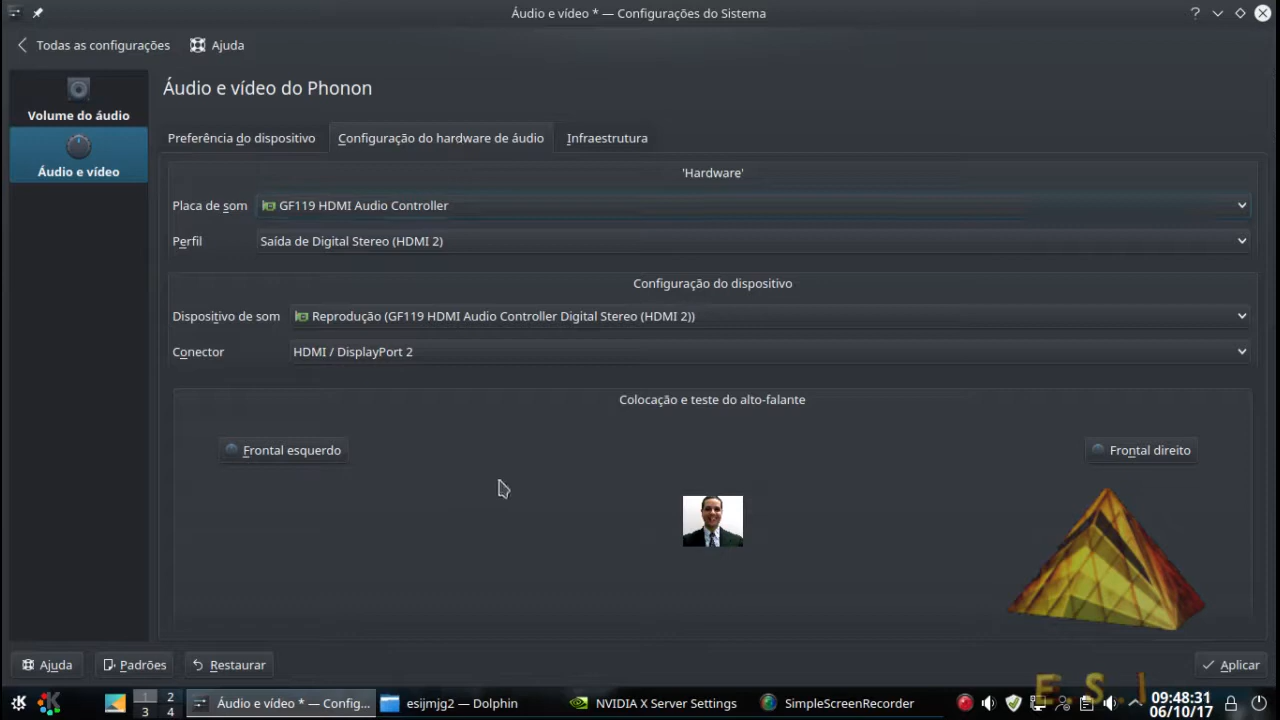 Áudio e vídeo * — Configurações do Sistema
Todas as configurações Ajuda
Volume do áudio
Áudio e vídeo
Áudio e vídeo do Phonon
Preferência do dispositivo Configuração do hardware de áudio Infraestrutura
'Hardware'
Placa de som GF119 HDMI Audio Controller
Perfil Saída de Digital Stereo (HDMI 2)
Configuração do dispositivo
Dispositivo de som Reprodução (GF119 HDMI Audio Controller Digital Stereo (HDMI 2))
Conector HDMI / DisplayPort 2
Colocação e teste do alto-falante
Frontal esquerdo Frontal direito
Ajuda Padrões Restaurar Aplicar
E.S.I
1 2
3 4
Áudio e vídeo * — Config... esijmjg2 — Dolphin NVIDIA X Server Settings SimpleScreenRecorder
09:48:31
06/10/17